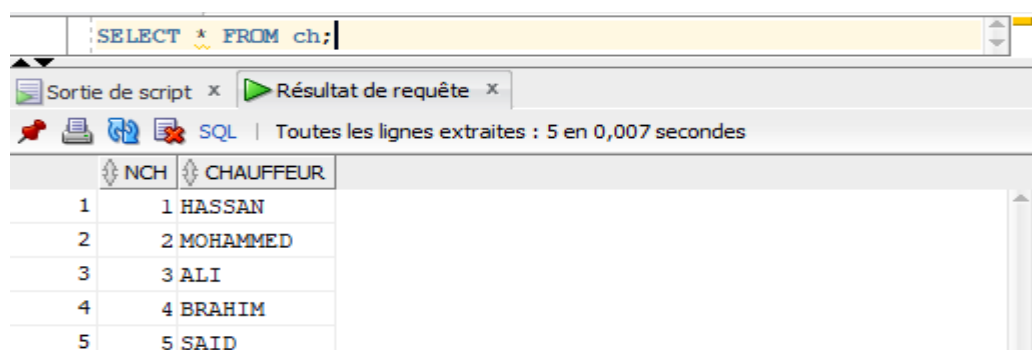 SELECT * FROM ch;
Sortie de script x Résultat de requête x
SQL | Toutes les lignes extraites : 5 en 0,007 secondes
NCH CHAUFFEUR
1 1 HASSAN
2 2 MOHAMMED
3 3 ALI
4 4 BRAHIM
5 5 SAID